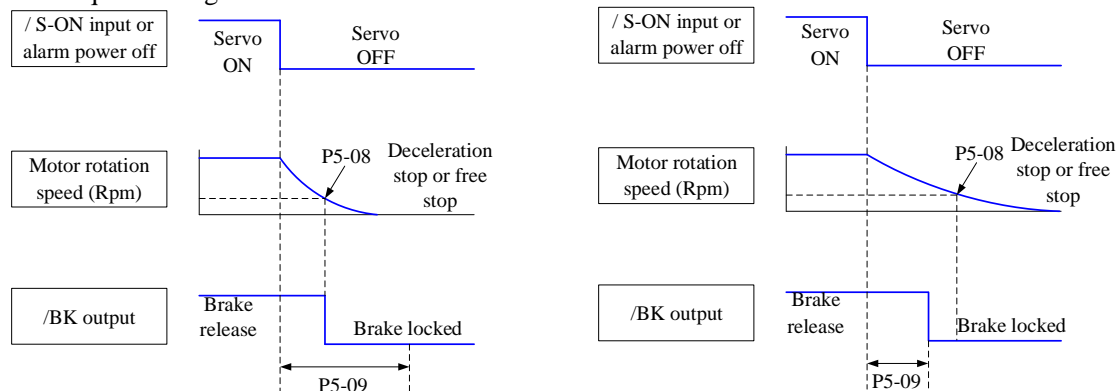 / S-ON input or
alarm power off
Servo
ON
Servo
OFF
Motor rotation
speed (Rpm)
P5-08
Deceleration
stop or free
stop
/BK output
Brake
release
Brake locked
P5-09
/ S-ON input or
alarm power off
Servo
ON
Servo
OFF
Motor rotation
speed (Rpm)
P5-08
Deceleration
stop or free
stop
/BK output
Brake
release
Brake locked
P5-09